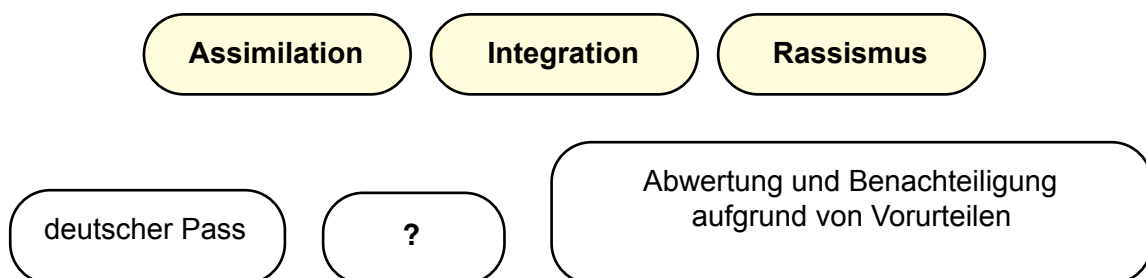 Assimilation Integration Rassismus
Abwertung und Benachteiligung
aufgrund von Vorurteilen
deutscher Pass ?